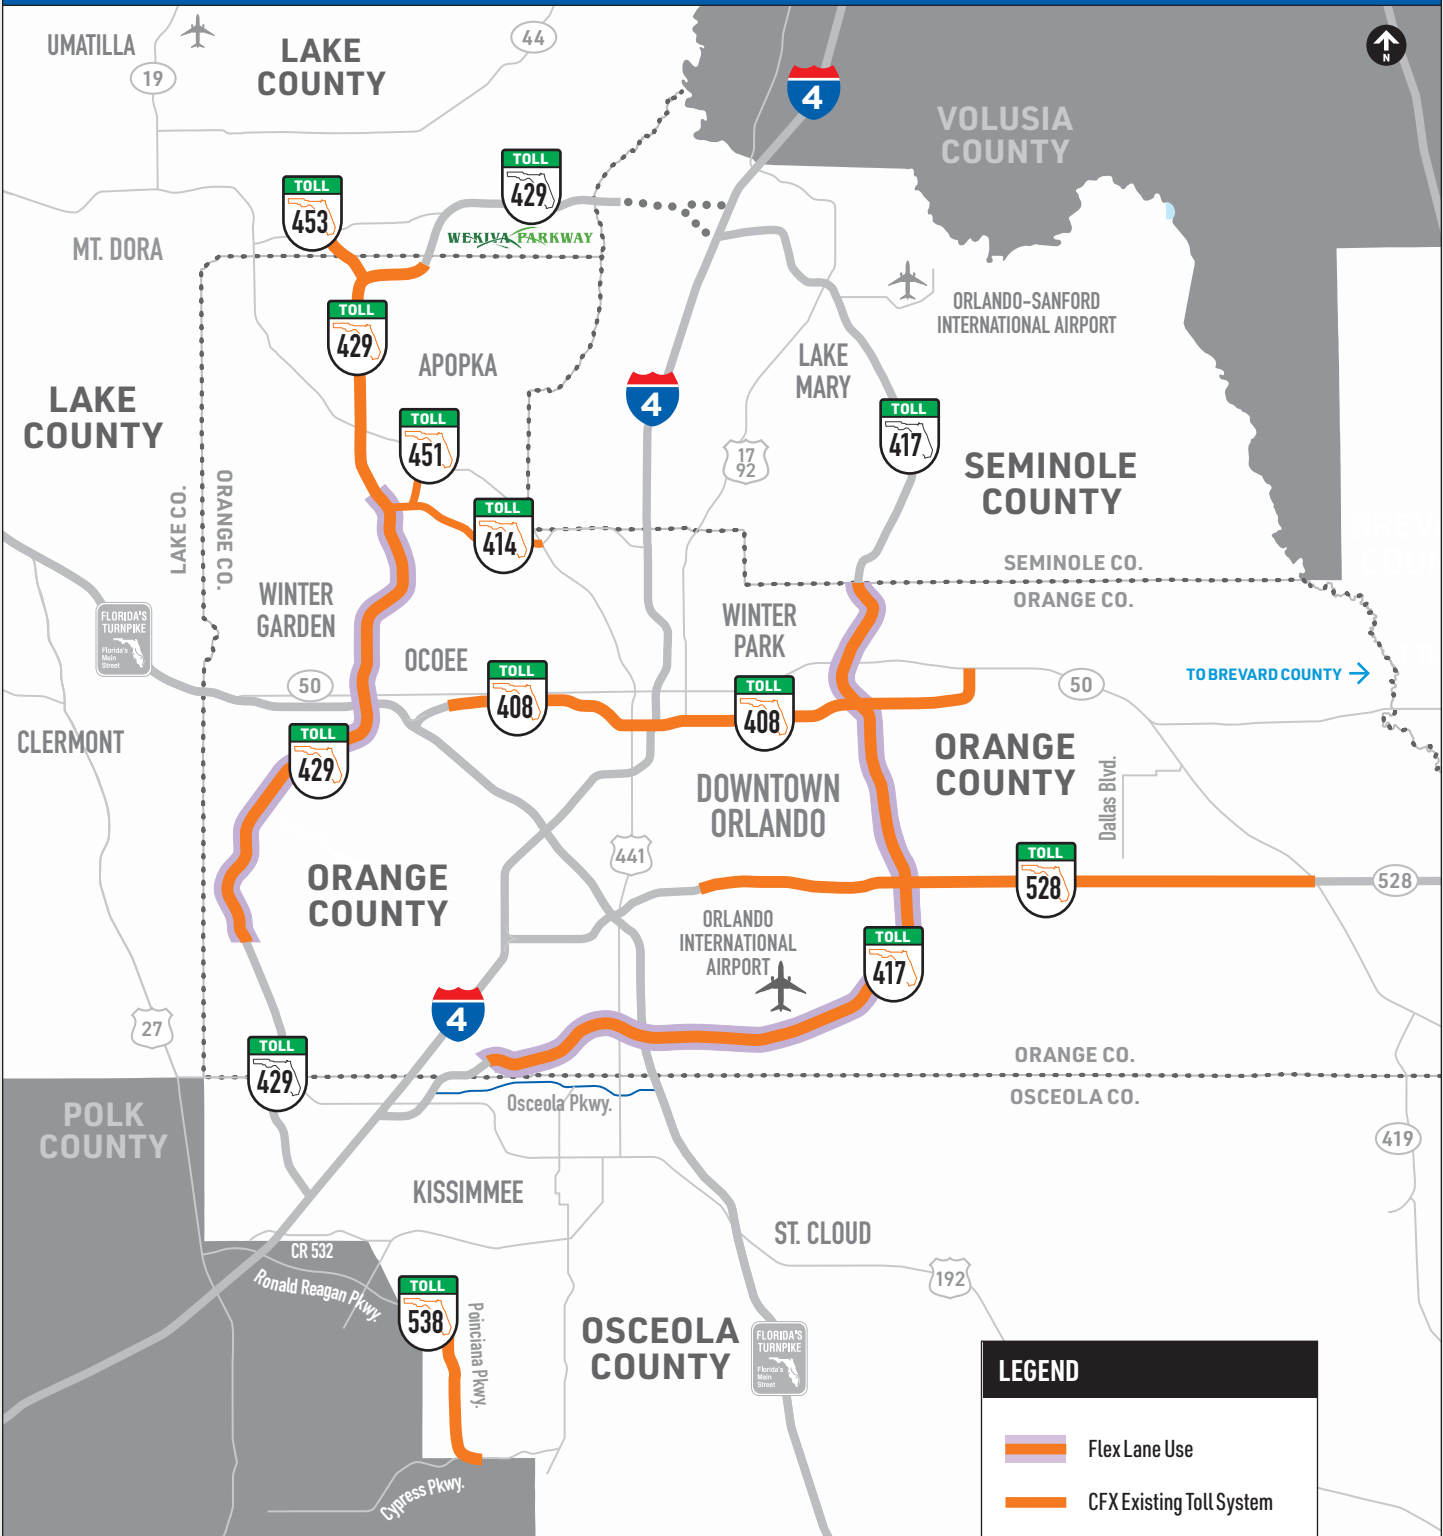 UMATILLA
19
LAKE
COUNTY
44
4
N
VOLUSIA
COUNTY
TOLL
453
TOLL
429
WEKIVA PARKWAY
MT. DORA
TOLL
429
APOPKA
ORLANDO-SANFORD
INTERNATIONAL AIRPORT
LAKE
MARY
4
LAKE
COUNTY
TOLL
451
TOLL
417
17
92
SEMINOLE
COUNTY
LAKE CO.
ORANGE CO.
TOLL
414
SEMINOLE CO.
ORANGE CO.
WINTER
GARDEN
FLORIDA'S
TURNPIKE
Florida's
Main
Street
WINTER
PARK
OCOEE
50
TOLL
408
TOLL
408
50
TO BREVARD COUNTY
CLERMONT
TOLL
429
ORANGE
COUNTY
DOWNTOWN
ORLANDO
Dallas Blvd.
441
ORANGE
COUNTY
TOLL
528
528
ORLANDO
INTERNATIONAL
AIRPORT
TOLL
417
4
27
TOLL
429
ORANGE CO.
OSCEOLA CO.
Osceola Pkwy.
POLK
COUNTY
419
KISSIMMEE
ST. CLOUD
CR 532
Ronald Reagan Pkwy.
192
TOLL
538
Poinciana Pkwy.
OSCEOLA
COUNTY
FLORIDA'S
TURNPIKE
Florida's
Main
Street
Cypress Pkwy.
LEGEND
Flex Lane Use
CFX Existing Toll System